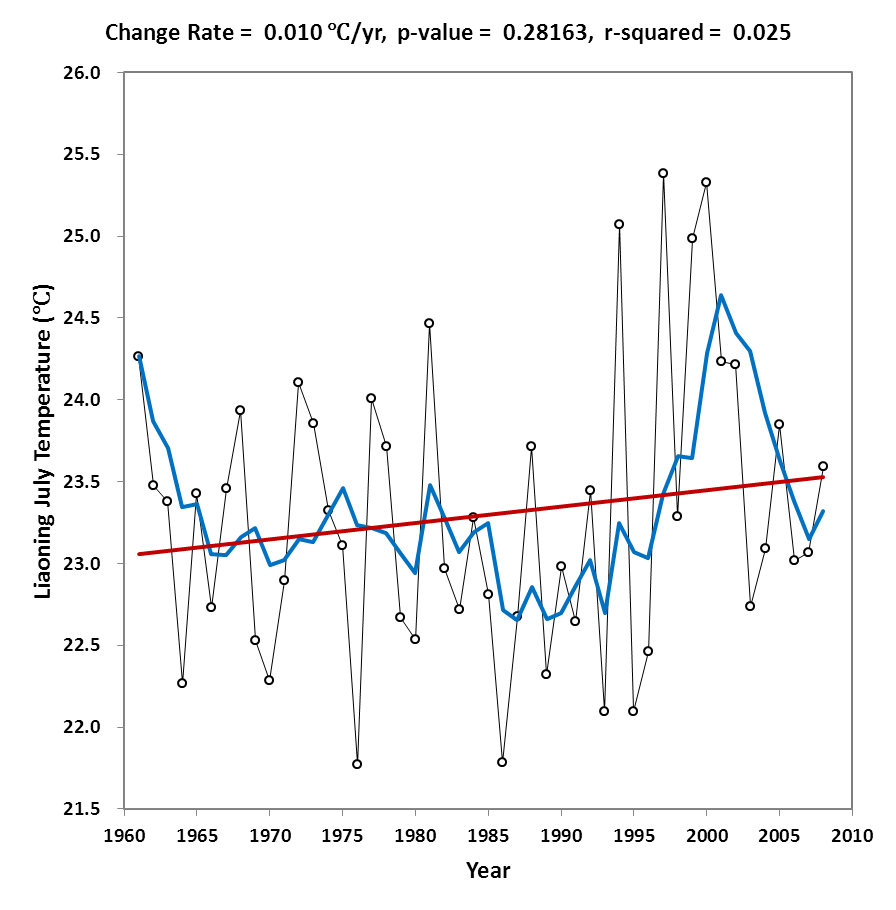 Change Rate = 0.010 ℃/yr, p-value = 0.28163, r-squared = 0.025
26.0
25.5
25.0
24.5
24.0
23.5
23.0
22.5
22.0
21.5
Liaoning July Temperature (℃)
1960 1965 1970 1975 1980 1985 1990 1995 2000 2005 2010
Year